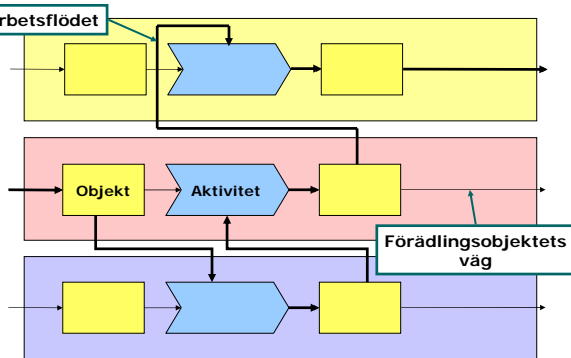 rbetsflödet
Objekt
Aktivitet
Förädlingsobjektets
väg